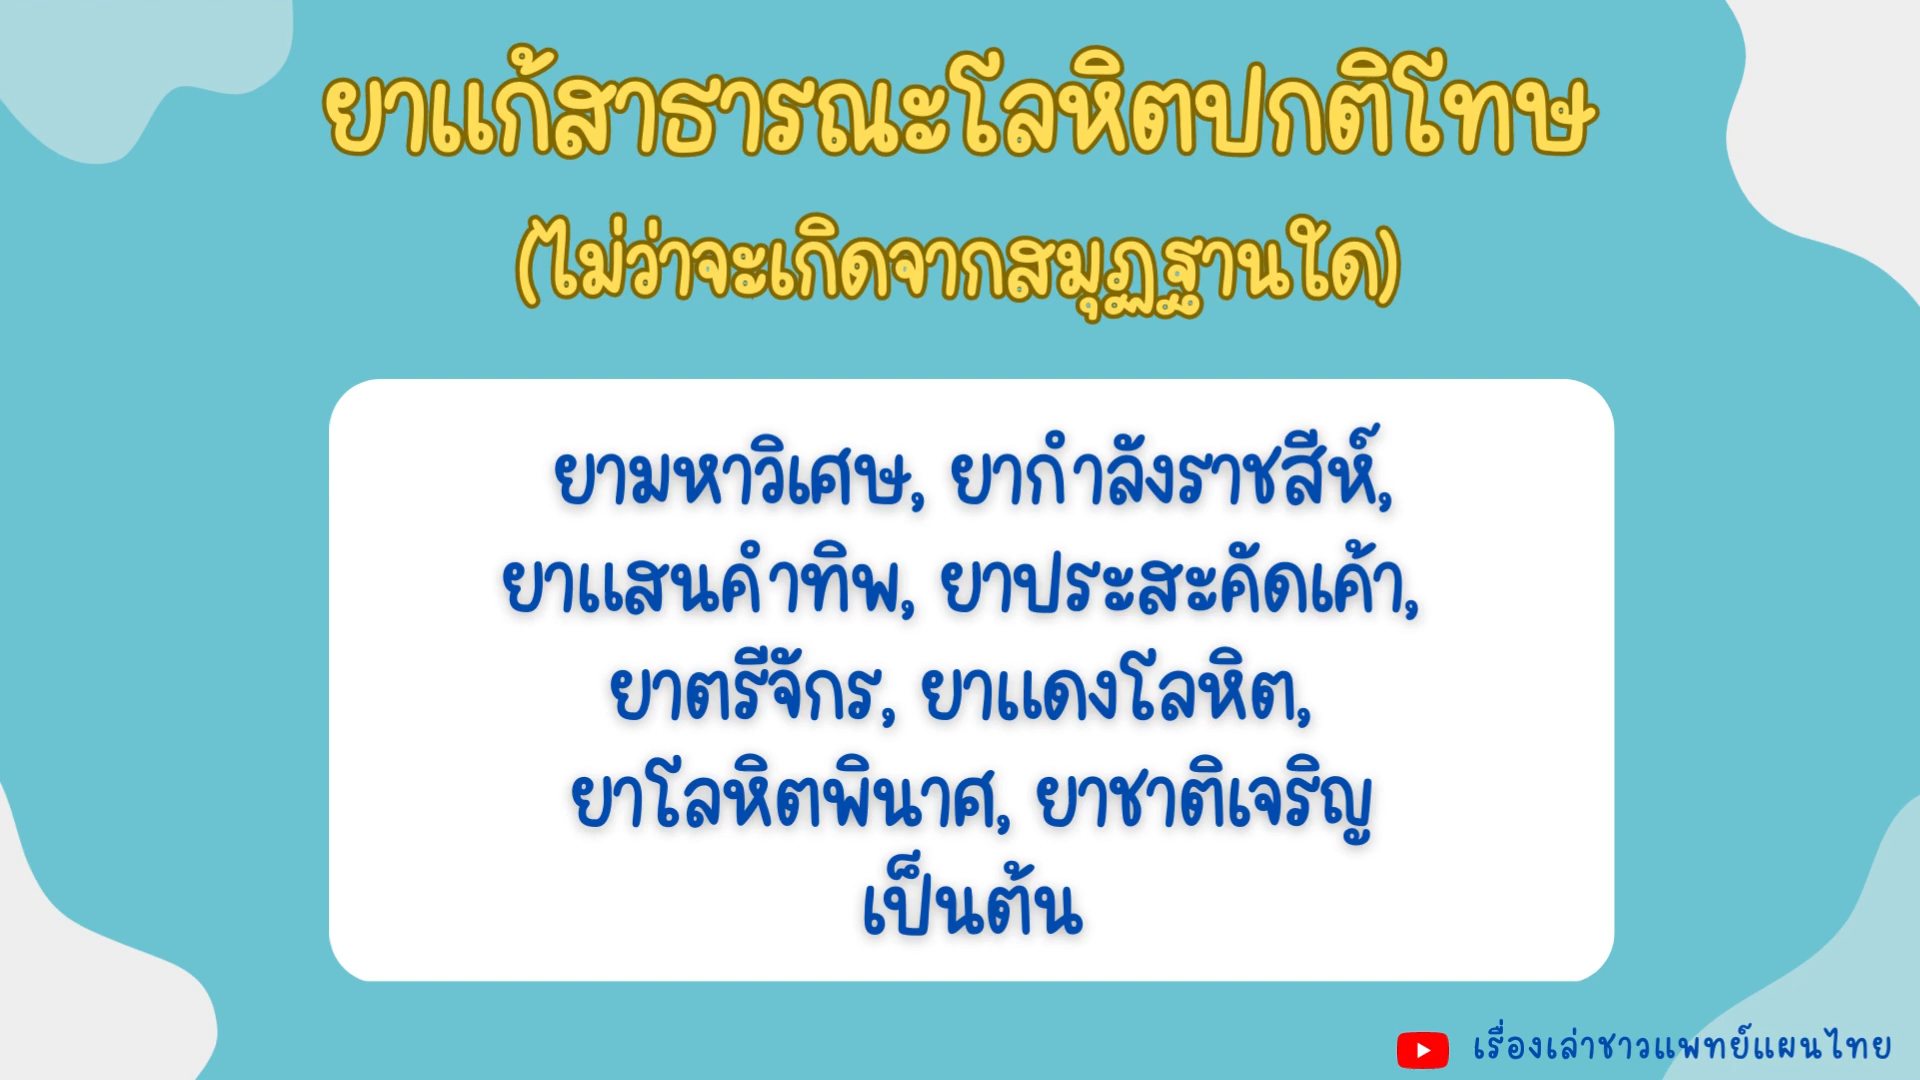 ยาแก้สาธารณะโลหิตปกติโทษ
(ไม่ว่าจะเกิดจากสมุฏฐานใด)
ยามหาวิเศษ, ยากำลังราชสีห์,
ยาแสนคำทิพ, ยาประสะคัดเค้า,
ยาตรีจักร, ยาแดงโลหิต,
ยาโลหิตพินาศ, ยาชาติเจริญ
เป็นต้น
เรื่องเล่าชาวแพทย์แผนไทย